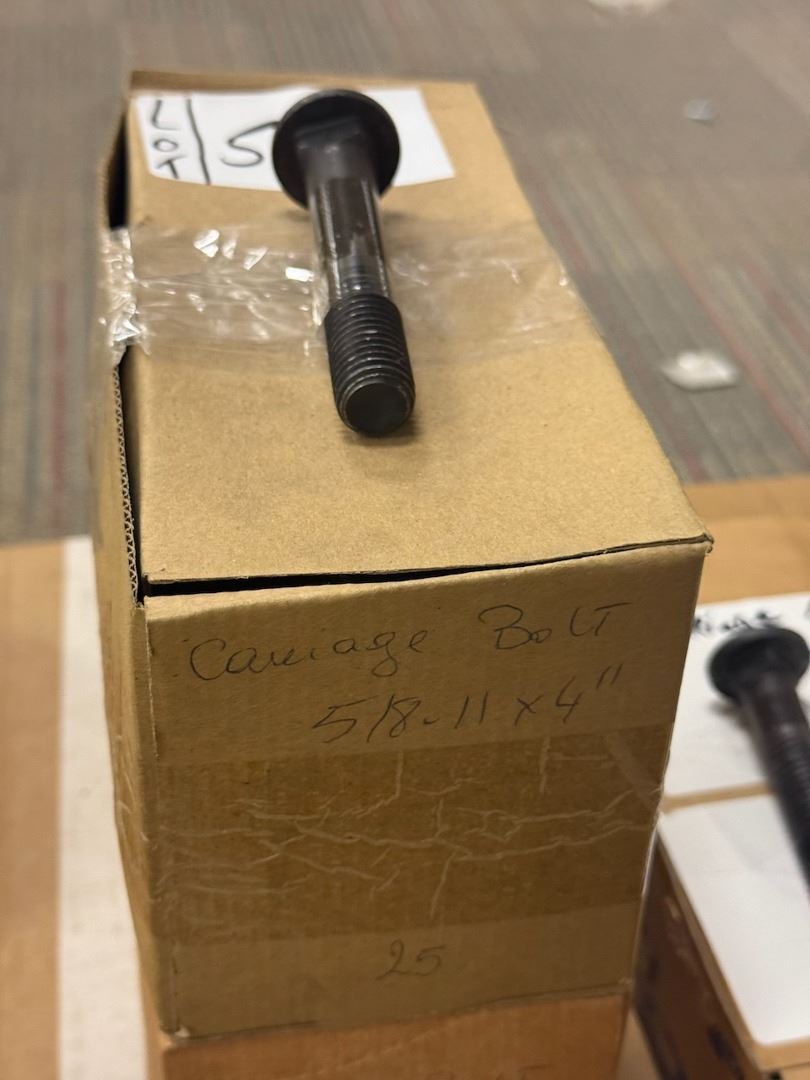 LOT 5
Carriage Bolt
5/8-11 x 4"
25